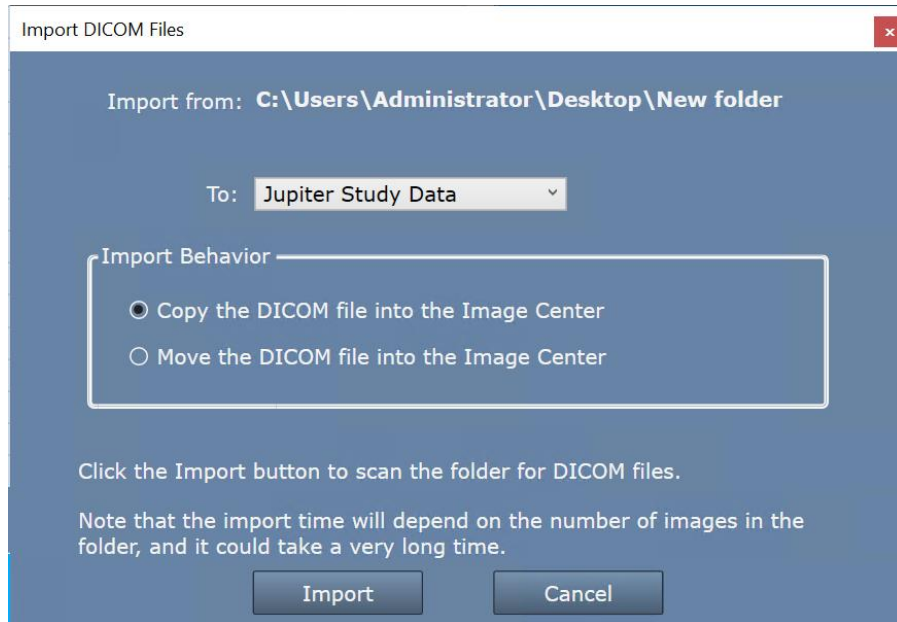 Import DICOM Files
x
Import from: C:\Users\Administrator\Desktop\New folder
To: Jupiter Study Data
Import Behavior
Copy the DICOM file into the Image Center
Move the DICOM file into the Image Center
Click the Import button to scan the folder for DICOM files.
Note that the import time will depend on the number of images in the
folder, and it could take a very long time.
Import Cancel